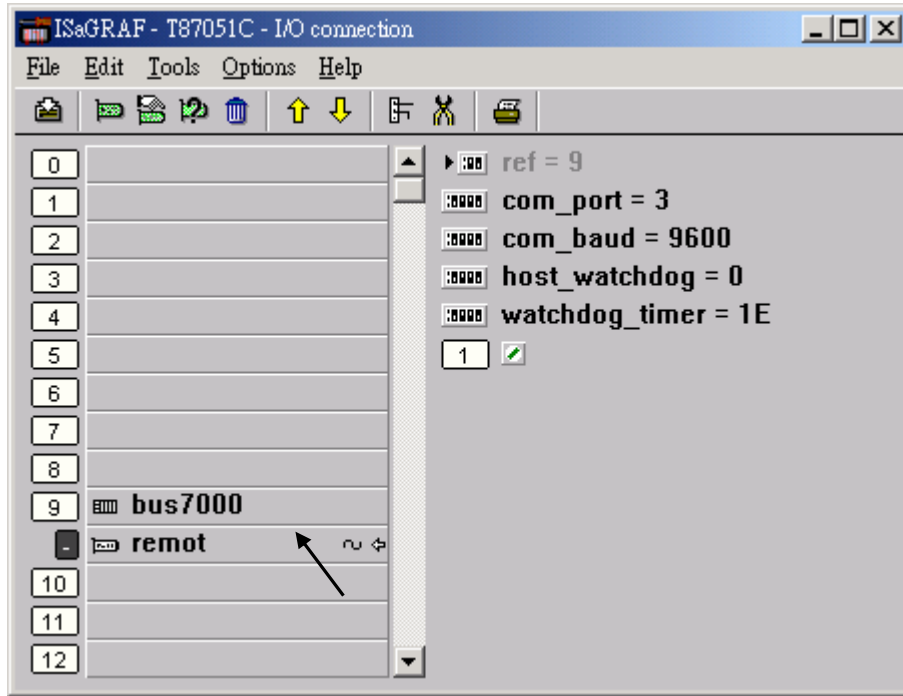 ISaGRAF - T87051C - I/O connection
File Edit Tools Options Help
0
1
2
3
4
5
6
7
8
9 bus7000
- remot
10
11
12
ref = 9
com_port = 3
com_baud = 9600
host_watchdog = 0
watchdog_timer = 1E
1